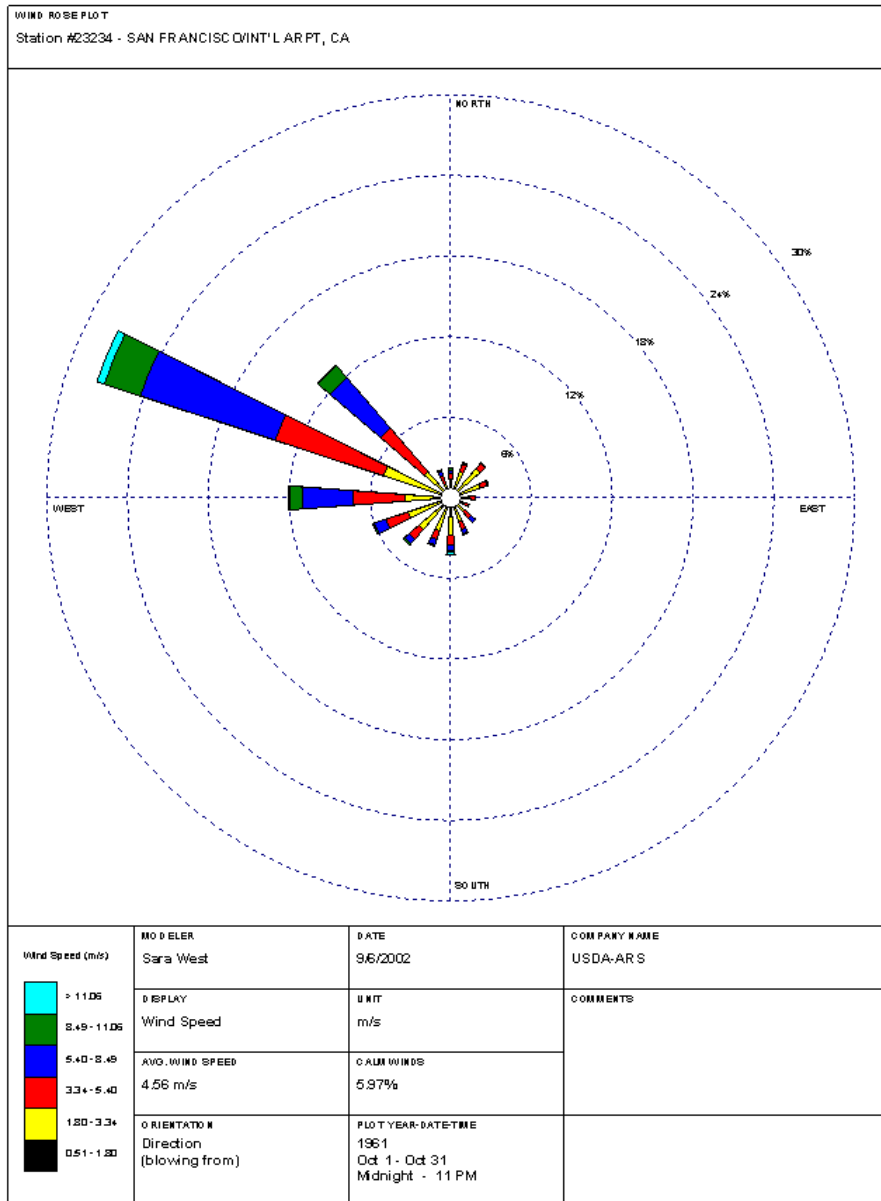 WIND ROSE PLOT
Station #23234 - SAN FRANCISCO/INT'L ARPT, CA
NORTH
30%
24%
18%
12%
6%
WEST
EAST
SOUTH
Wind Speed (m/s)
> 11.06
8.49 - 11.06
5.40 - 8.49
3.34 - 5.40
1.80 - 3.34
0.51 - 1.80
MODELER
Sara West
DATE
9/6/2002
COMPANY NAME
USDA-ARS
DISPLAY
Wind Speed
UNIT
m/s
COMMENTS
AVG. WIND SPEED
4.56 m/s
CALM WINDS
5.97%
ORIENTATION
Direction
(blowing from)
PLOT YEAR-DATE-TIME
1961
Oct 1 - Oct 31
Midnight - 11 PM